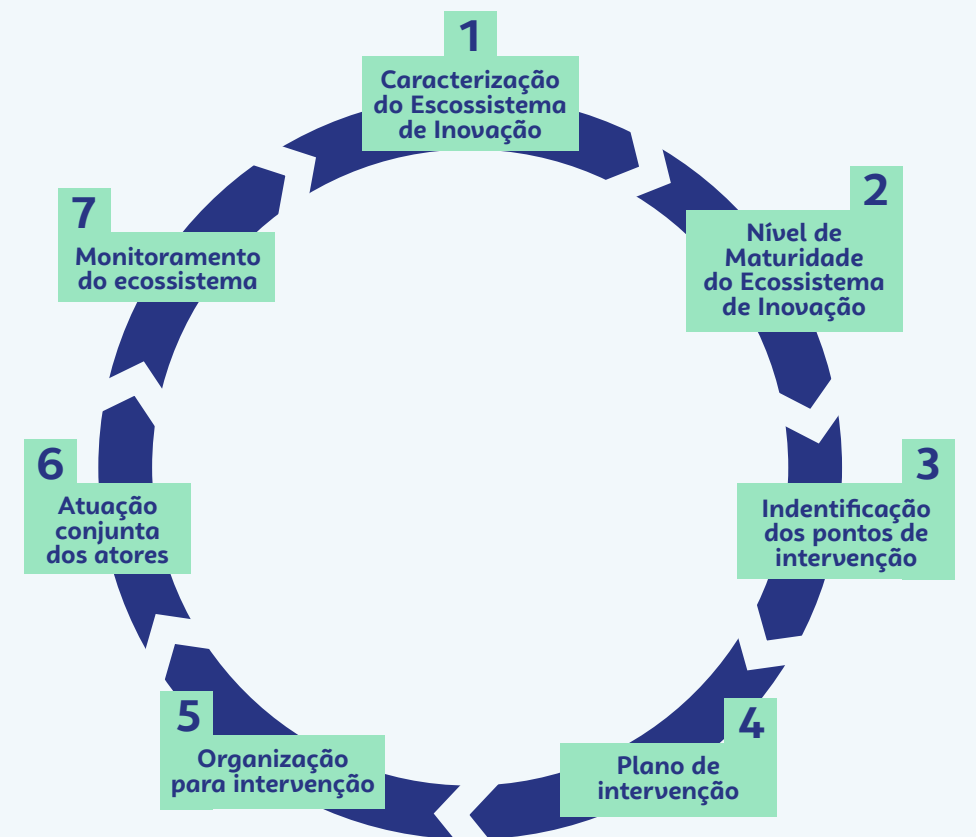 1
Caracterização
do Escossistema
de Inovação
2
Nível de
Maturidade
do Ecossistema
de Inovação
3
Indentificação
dos pontos de
intervenção
4
Plano de
intervenção
5
Organização
para intervenção
6
Atuação
conjunta
dos atores
7
Monitoramento
do ecossistema